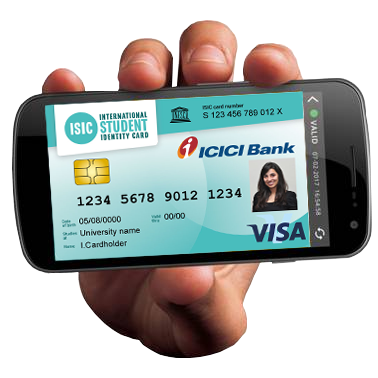 ISIC
INTERNATIONAL
STUDENT
IDENTITY CARD
ISIC card number
S 123 456 789 012 X
ICICI Bank
1234 5678 9012 1234
Date of birth 05/08/0000 Valid thru 00/00
Studies at University name
Name I.Cardholder
VISA
VALID
07-02-2017 16:54:58